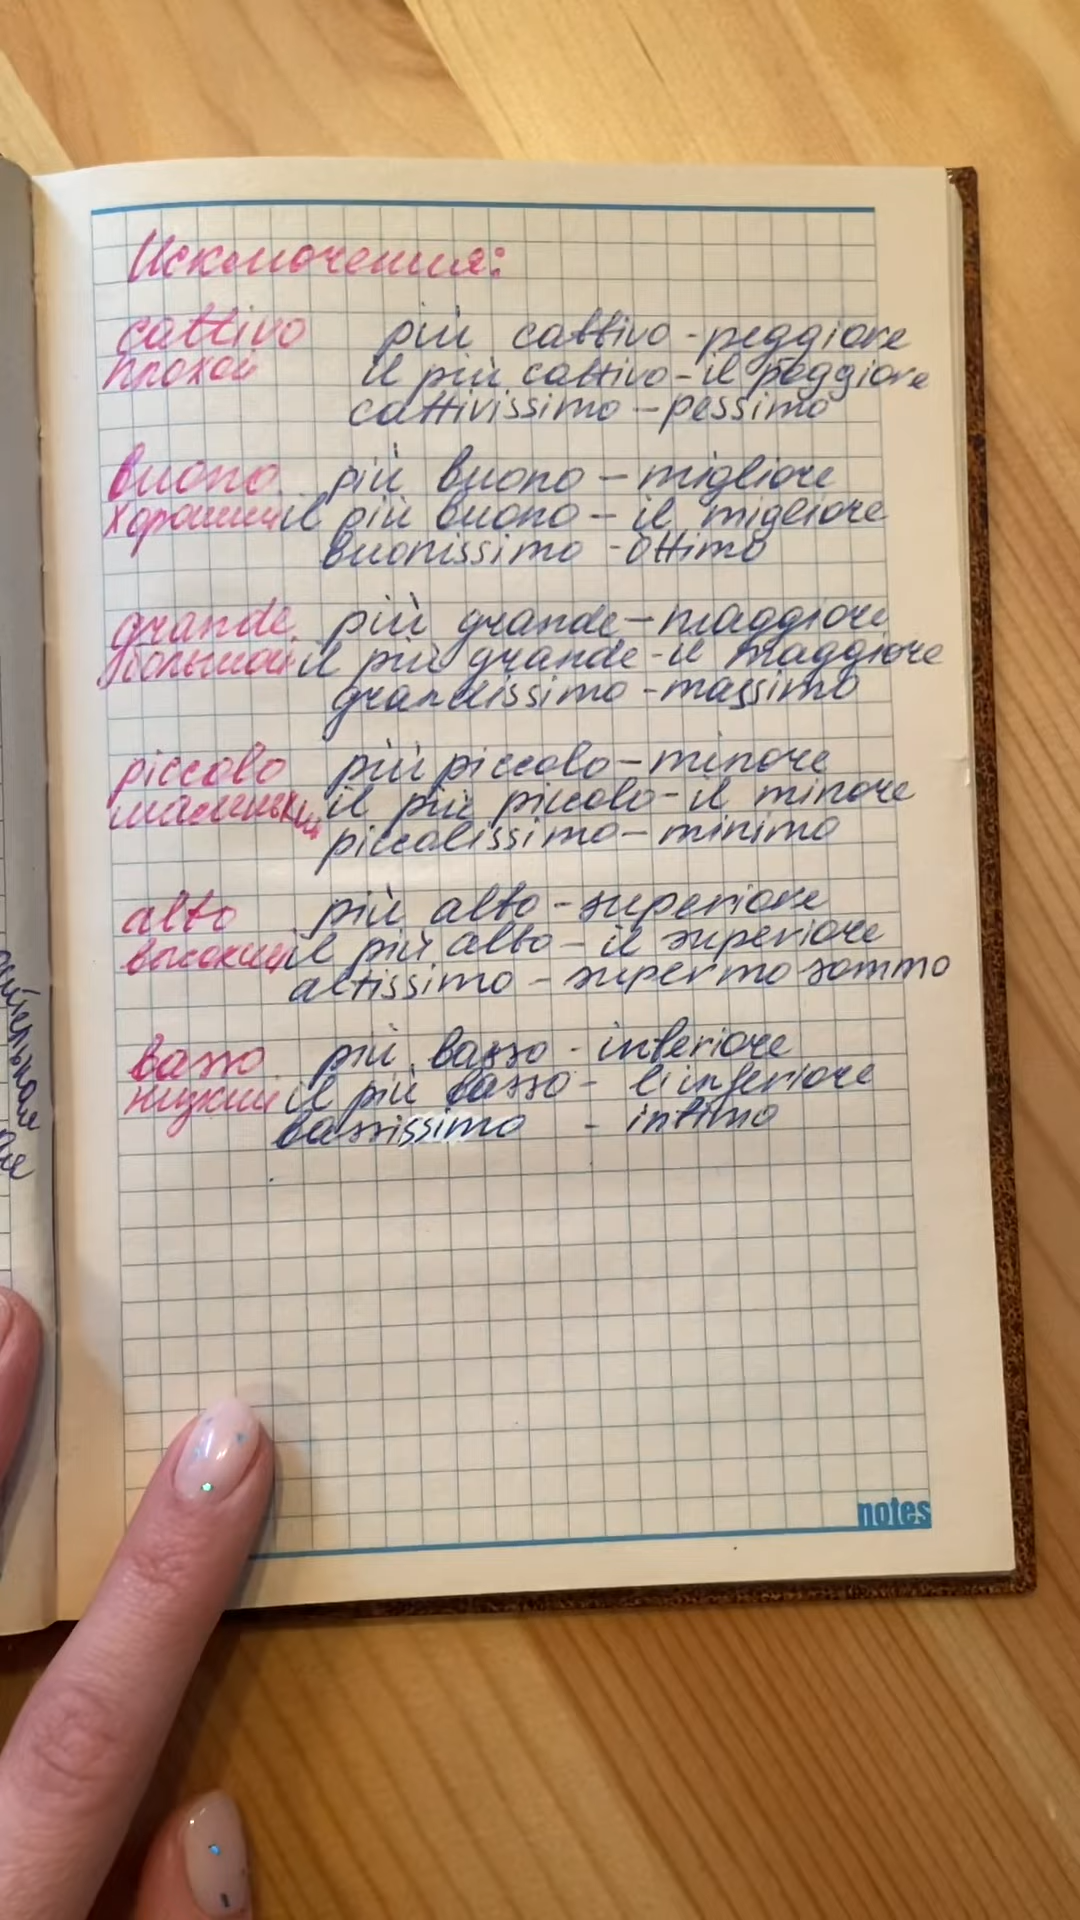 Исключения:
cattivo più cattivo - peggiore
плохой il più cattivo - il peggiore
cattivissimo - pessimo
buono più buono - migliore
хороший il più buono - il migliore
buonissimo - ottimo
grande più grande - maggiore
большой il più grande - il maggiore
grandissimo - massimo
piccolo più piccolo - minore
маленький il più piccolo - il minore
piccolissimo - minimo
alto più alto - superiore
высокий il più alto - il superiore
altissimo - supermo sommo
basso più basso - inferiore
низкий il più basso - l'inferiore
bassissimo - intimo
notes